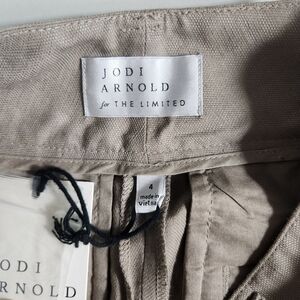 JODI
ARNOLD
for THE LIMITED
4
made in
Vietnam
JODI
ARNOLD